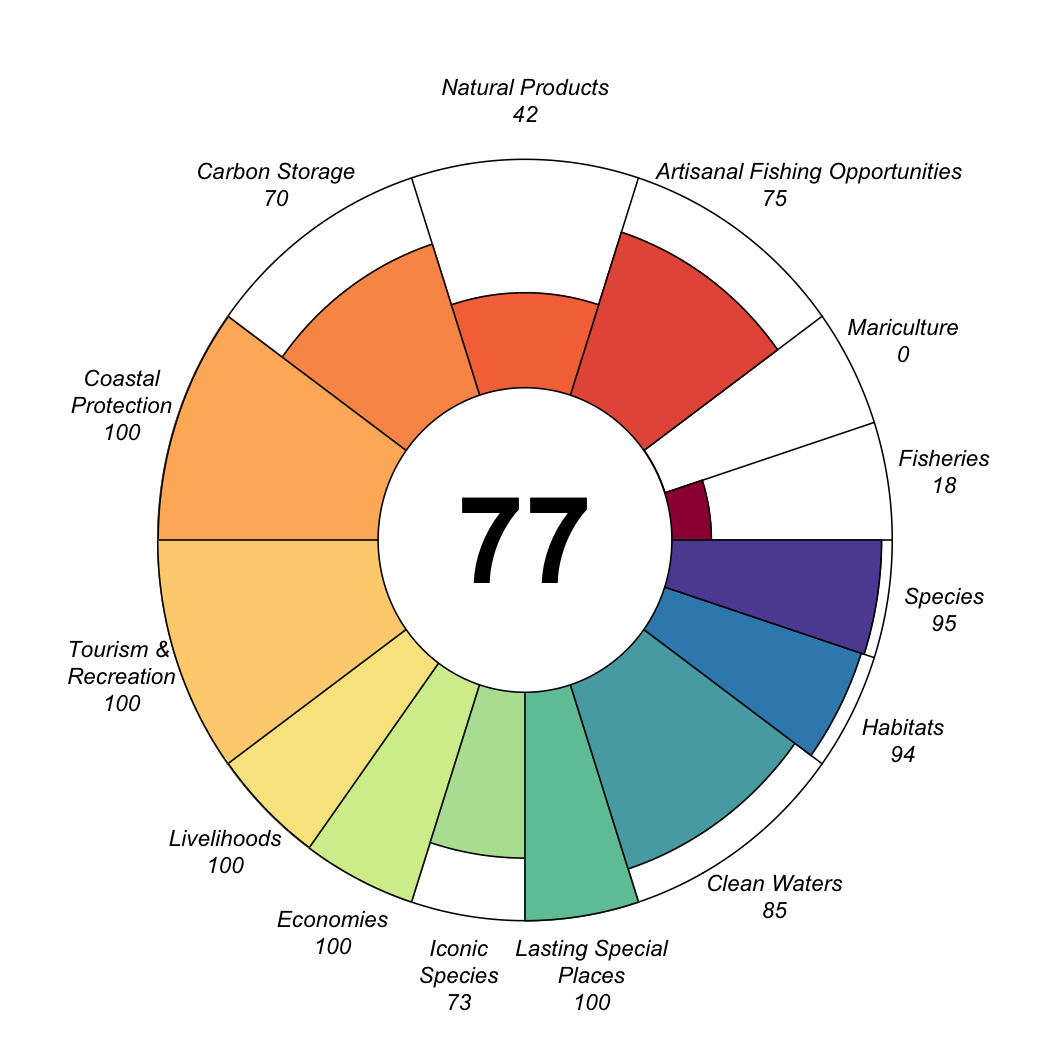 Natural Products
42
Carbon Storage
70
Artisanal Fishing Opportunities
75
Mariculture
0
Coastal
Protection
100
Fisheries
18
77
Species
95
Tourism &
Recreation
100
Habitats
94
Livelihoods
100
Clean Waters
85
Economies
100
Iconic
Species
73
Lasting Special
Places
100